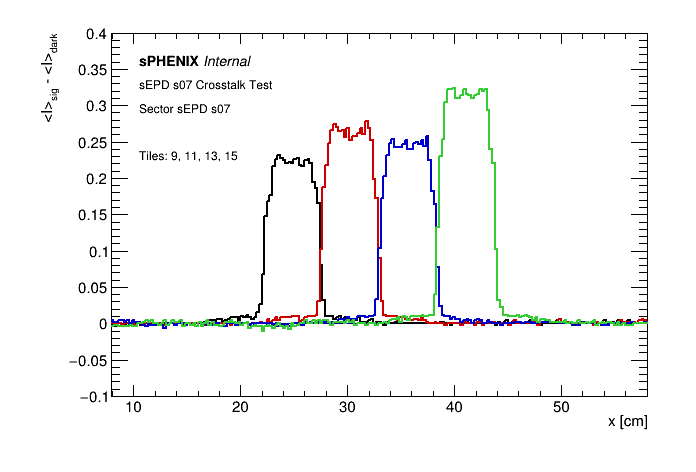 0.4
<I>sig - <I>dark
sPHENIX Internal
sEPD s07 Crosstalk Test
0.35
Sector sEPD s07
0.3
0.25
Tiles: 9, 11, 13, 15
0.2
0.15
0.1
0.05
0
−0.05
−0.1
10 20 30 40 50
x [cm]